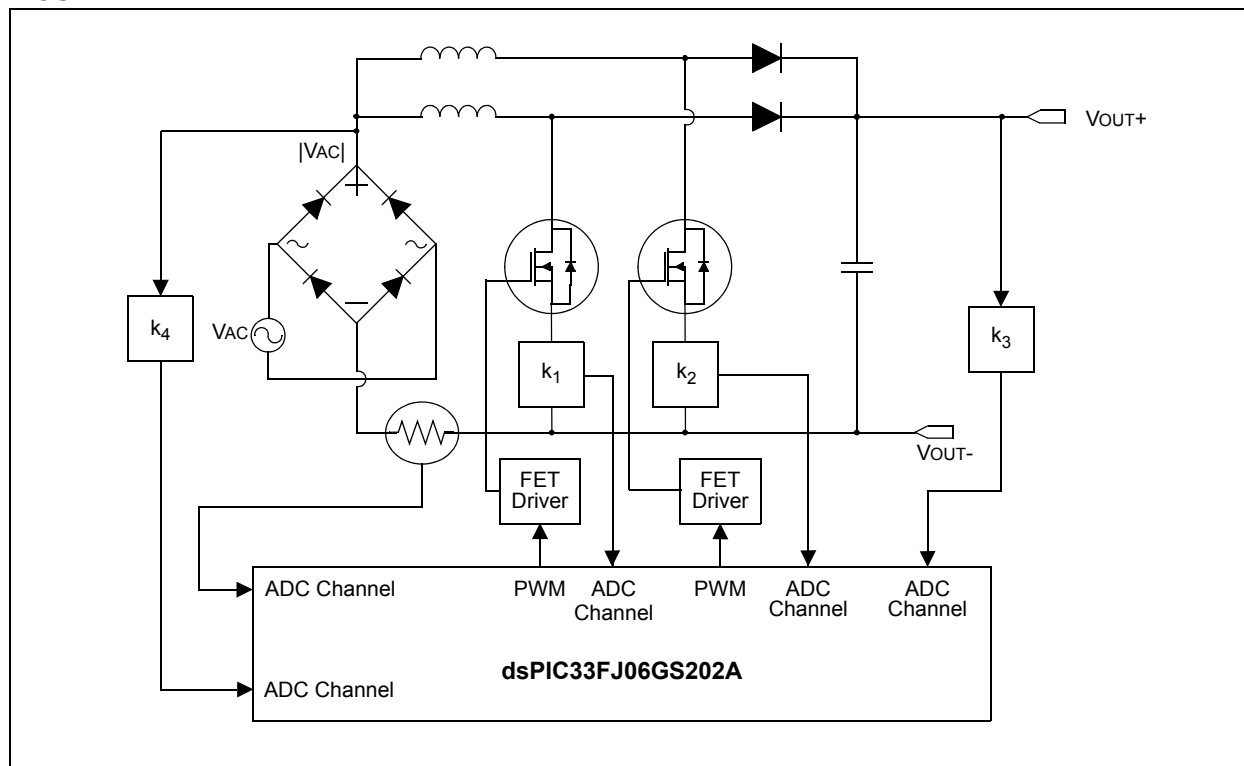 |VAC|
VOUT+
k4
VAC
k1
k2
k3
VOUT-
FET
Driver
FET
Driver
ADC Channel
PWM
ADC
Channel
PWM
ADC
Channel
ADC
Channel
dsPIC33FJ06GS202A
ADC Channel